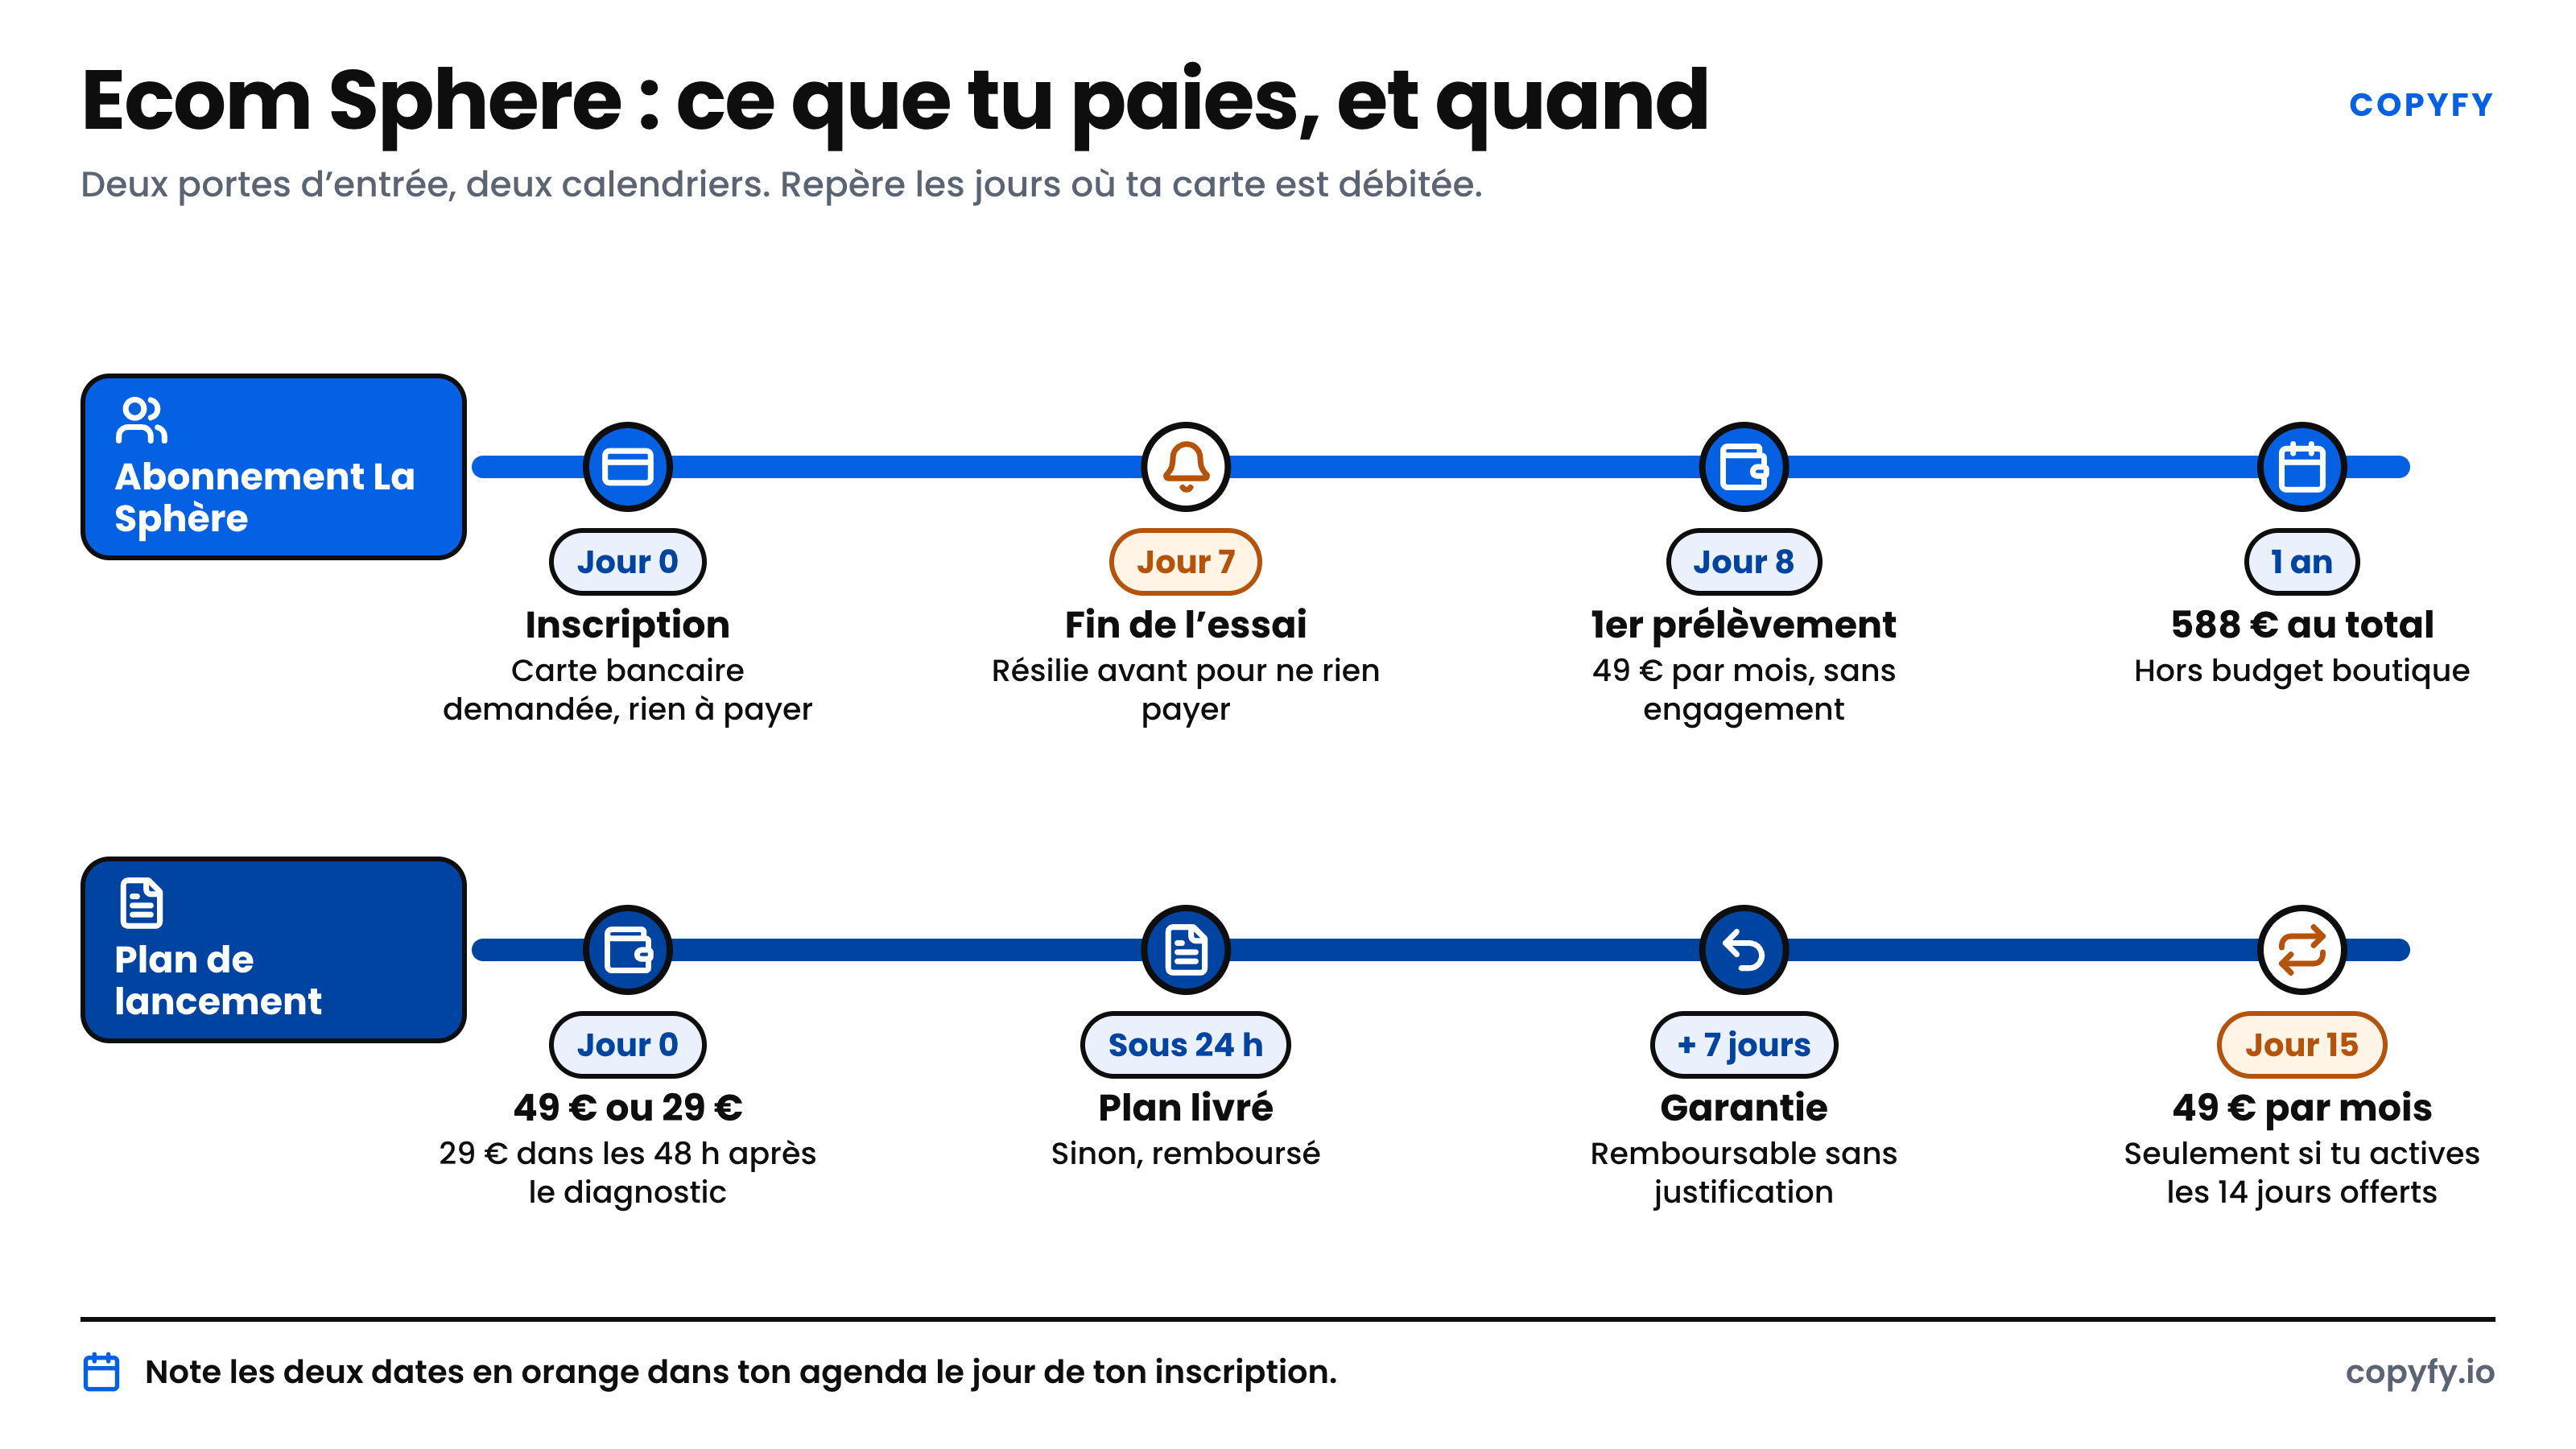 Ecom Sphere : ce que tu paies, et quand
COPYFY
Deux portes d’entrée, deux calendriers. Repère les jours où ta carte est débitée.
Abonnement La
Sphère
Jour 0
Inscription
Carte bancaire
demandée, rien à payer
Jour 7
Fin de l’essai
Résilie avant pour ne rien
payer
Jour 8
1er prélèvement
49 € par mois, sans
engagement
1 an
588 € au total
Hors budget boutique
Plan de
lancement
Jour 0
49 € ou 29 €
29 € dans les 48 h après
le diagnostic
Sous 24 h
Plan livré
Sinon, remboursé
+ 7 jours
Garantie
Remboursable sans
justification
Jour 15
49 € par mois
Seulement si tu actives
les 14 jours offerts
Note les deux dates en orange dans ton agenda le jour de ton inscription.
copyfy.io